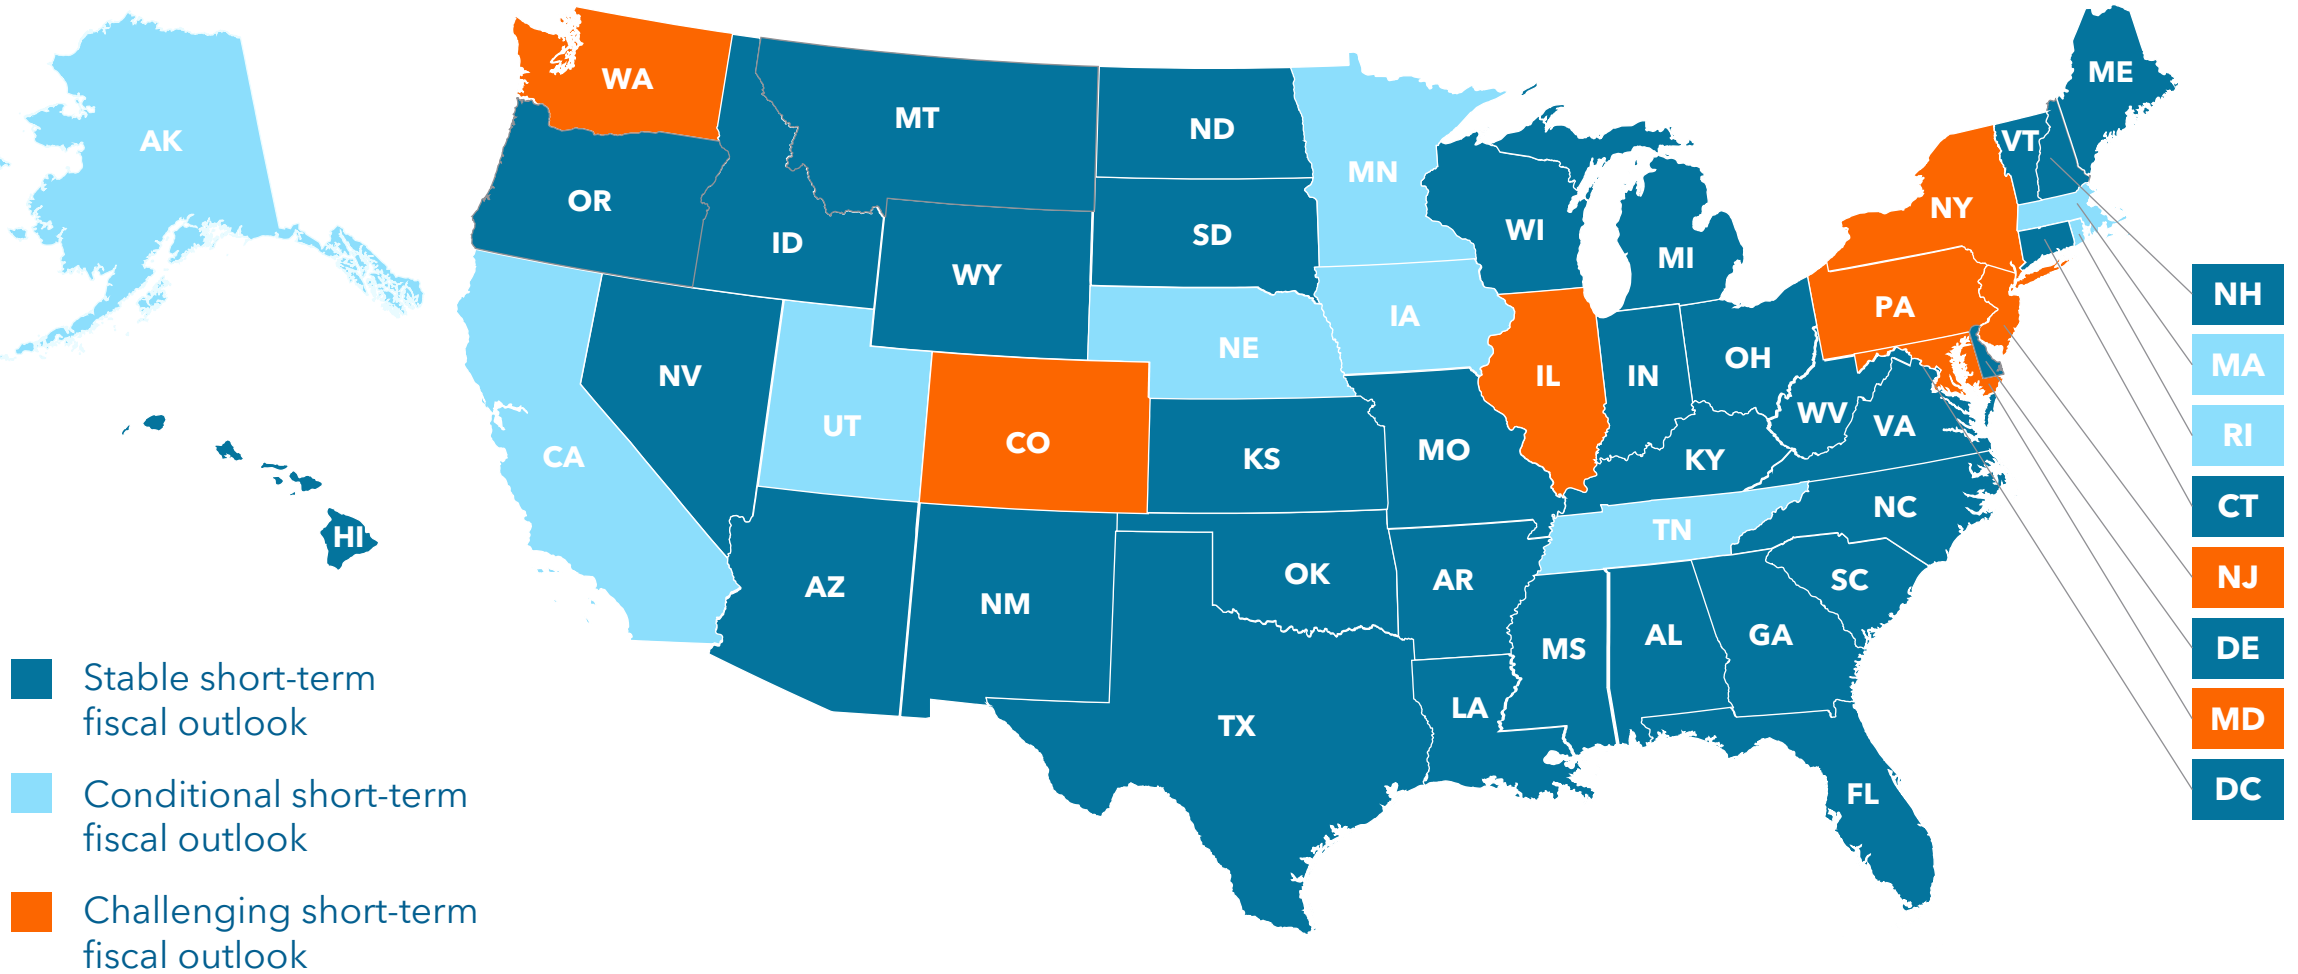 ME
WA
MT
ND
VT
AK
MN
OR
NY
SD
WI
ID
MI
WY
NH
PA
IA
NE
OH
MA
NV
IL
IN
WV
UT
VA
RI
CO
MO
CA
KS
KY
NC
CT
TN
HI
OK
AR
SC
NJ
AZ
NM
AL
GA
MS
DE
Stable short-term
fiscal outlook
LA
TX
MD
Conditional short-term
fiscal outlook
FL
DC
Challenging short-term
fiscal outlook